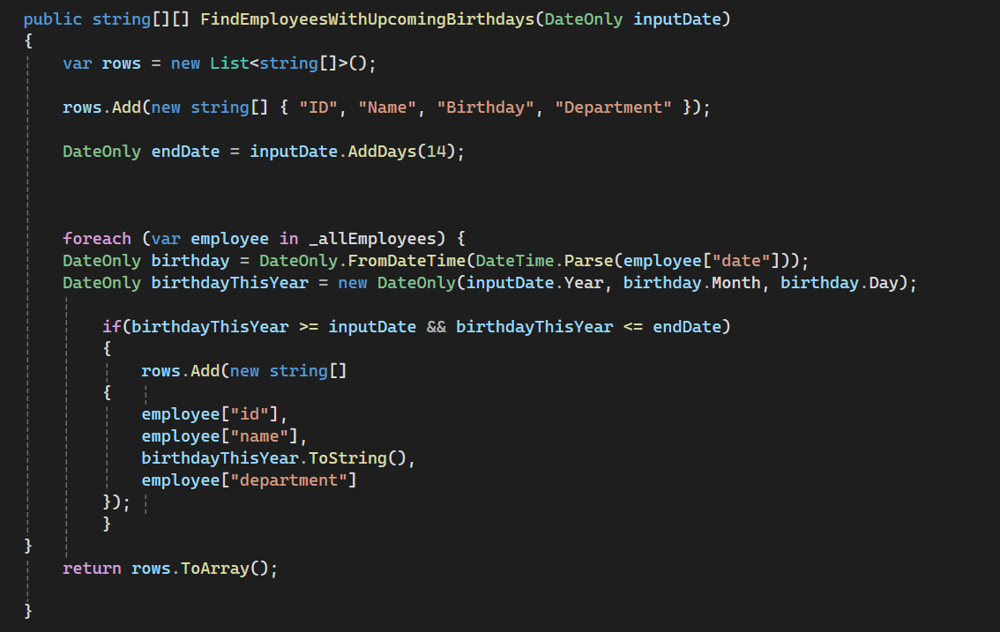 public string[][] FindEmployeesWithUpcomingBirthdays(DateOnly inputDate)
{
    var rows = new List<string[]>();
    rows.Add(new string[] { "ID", "Name", "Birthday", "Department" });
    DateOnly endDate = inputDate.AddDays(14);
    foreach (var employee in _allEmployees) {
    DateOnly birthday = DateOnly.FromDateTime(DateTime.Parse(employee["date"]));
    DateOnly birthdayThisYear = new DateOnly(inputDate.Year, birthday.Month, birthday.Day);
        if(birthdayThisYear >= inputDate && birthdayThisYear <= endDate)
        {
            rows.Add(new string[]
        {
            employee["id"],
            employee["name"],
            birthdayThisYear.ToString(),
            employee["department"]
        });
        }
}
    return rows.ToArray();
}